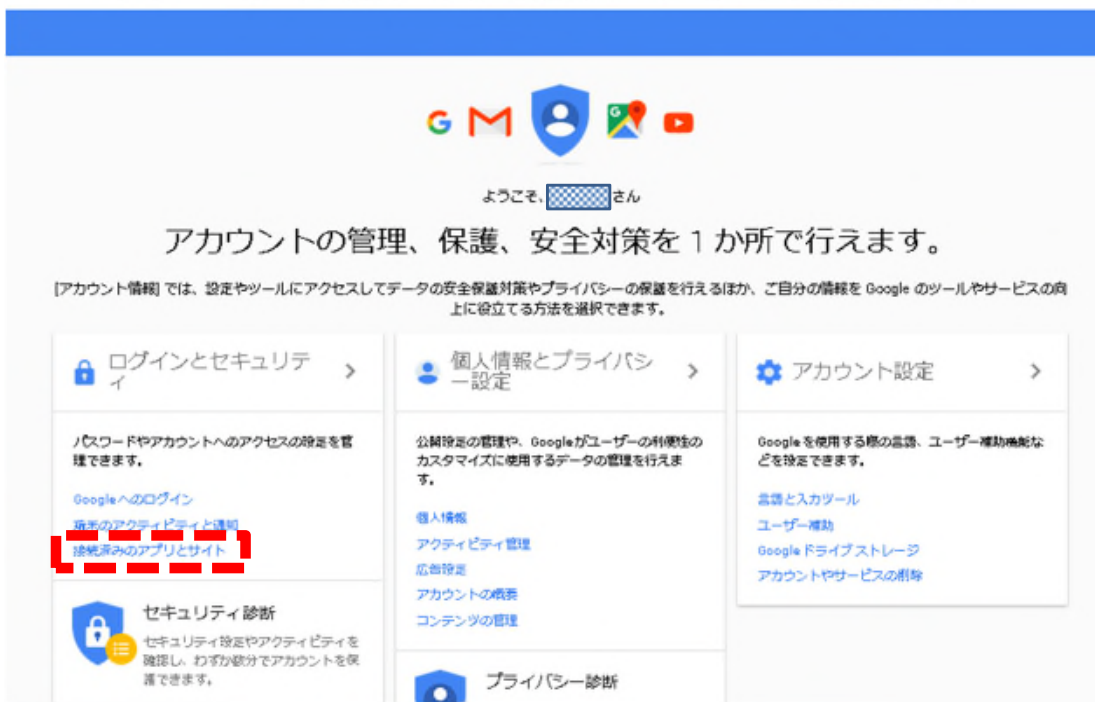 ようこそ、
さん
アカウントの管理、保護、安全対策を 1 か所で行えます。
[アカウント情報] では、設定やツールにアクセスしてデータの安全保護対策やプライバシーの保護を行えるほか、ご自分の情報を Google のツールやサービスの向
上に役立てる方法を選択できます。
ログインとセキュリテ
ィ
パスワードやアカウントへのアクセスの設定を管
理できます。
Google へのログイン
端末のアクティビティと通知
接続済みのアプリとサイト
セキュリティ診断
セキュリティ設定やアクティビティを
確認し、わずか数分でアカウントを保
護できます。
個人情報とプライバシ
ー設定
公開設定の管理や、Google がユーザーの利便性の
カスタマイズに使用するデータの管理を行えま
す。
個人情報
アクティビティ管理
広告設定
アカウントの概要
コンテンツの管理
プライバシー診断
アカウント設定
Google を使用する際の言語、ユーザー補助機能な
どを設定できます。
言語と入力ツール
ユーザー補助
Google ドライブ ストレージ
アカウントやサービスの削除